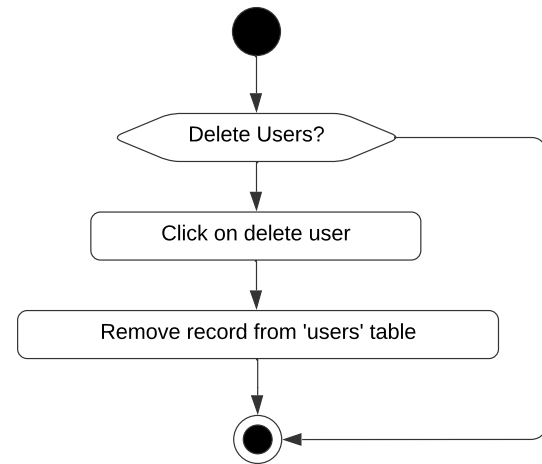 Delete Users?
Click on delete user
Remove record from 'users' table